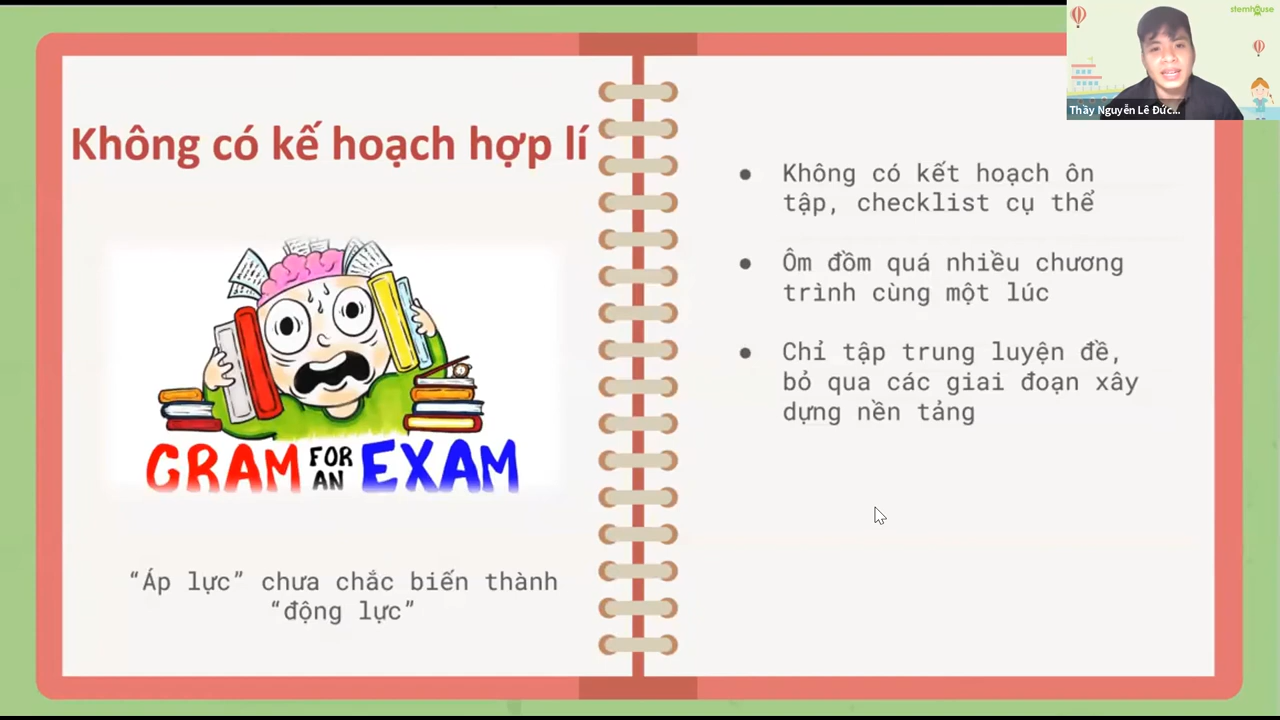 stemhouse
Thầy Nguyễn Lê Đức...
Không có kế hoạch hợp lí
CRAM FOR AN EXAM
“Áp lực” chưa chắc biến thành
“động lực”
Không có kết hoạch ôn
tập, checklist cụ thể
Ôm đồm quá nhiều chương
trình cùng một lúc
Chỉ tập trung luyện đề,
bỏ qua các giai đoạn xây
dựng nền tảng